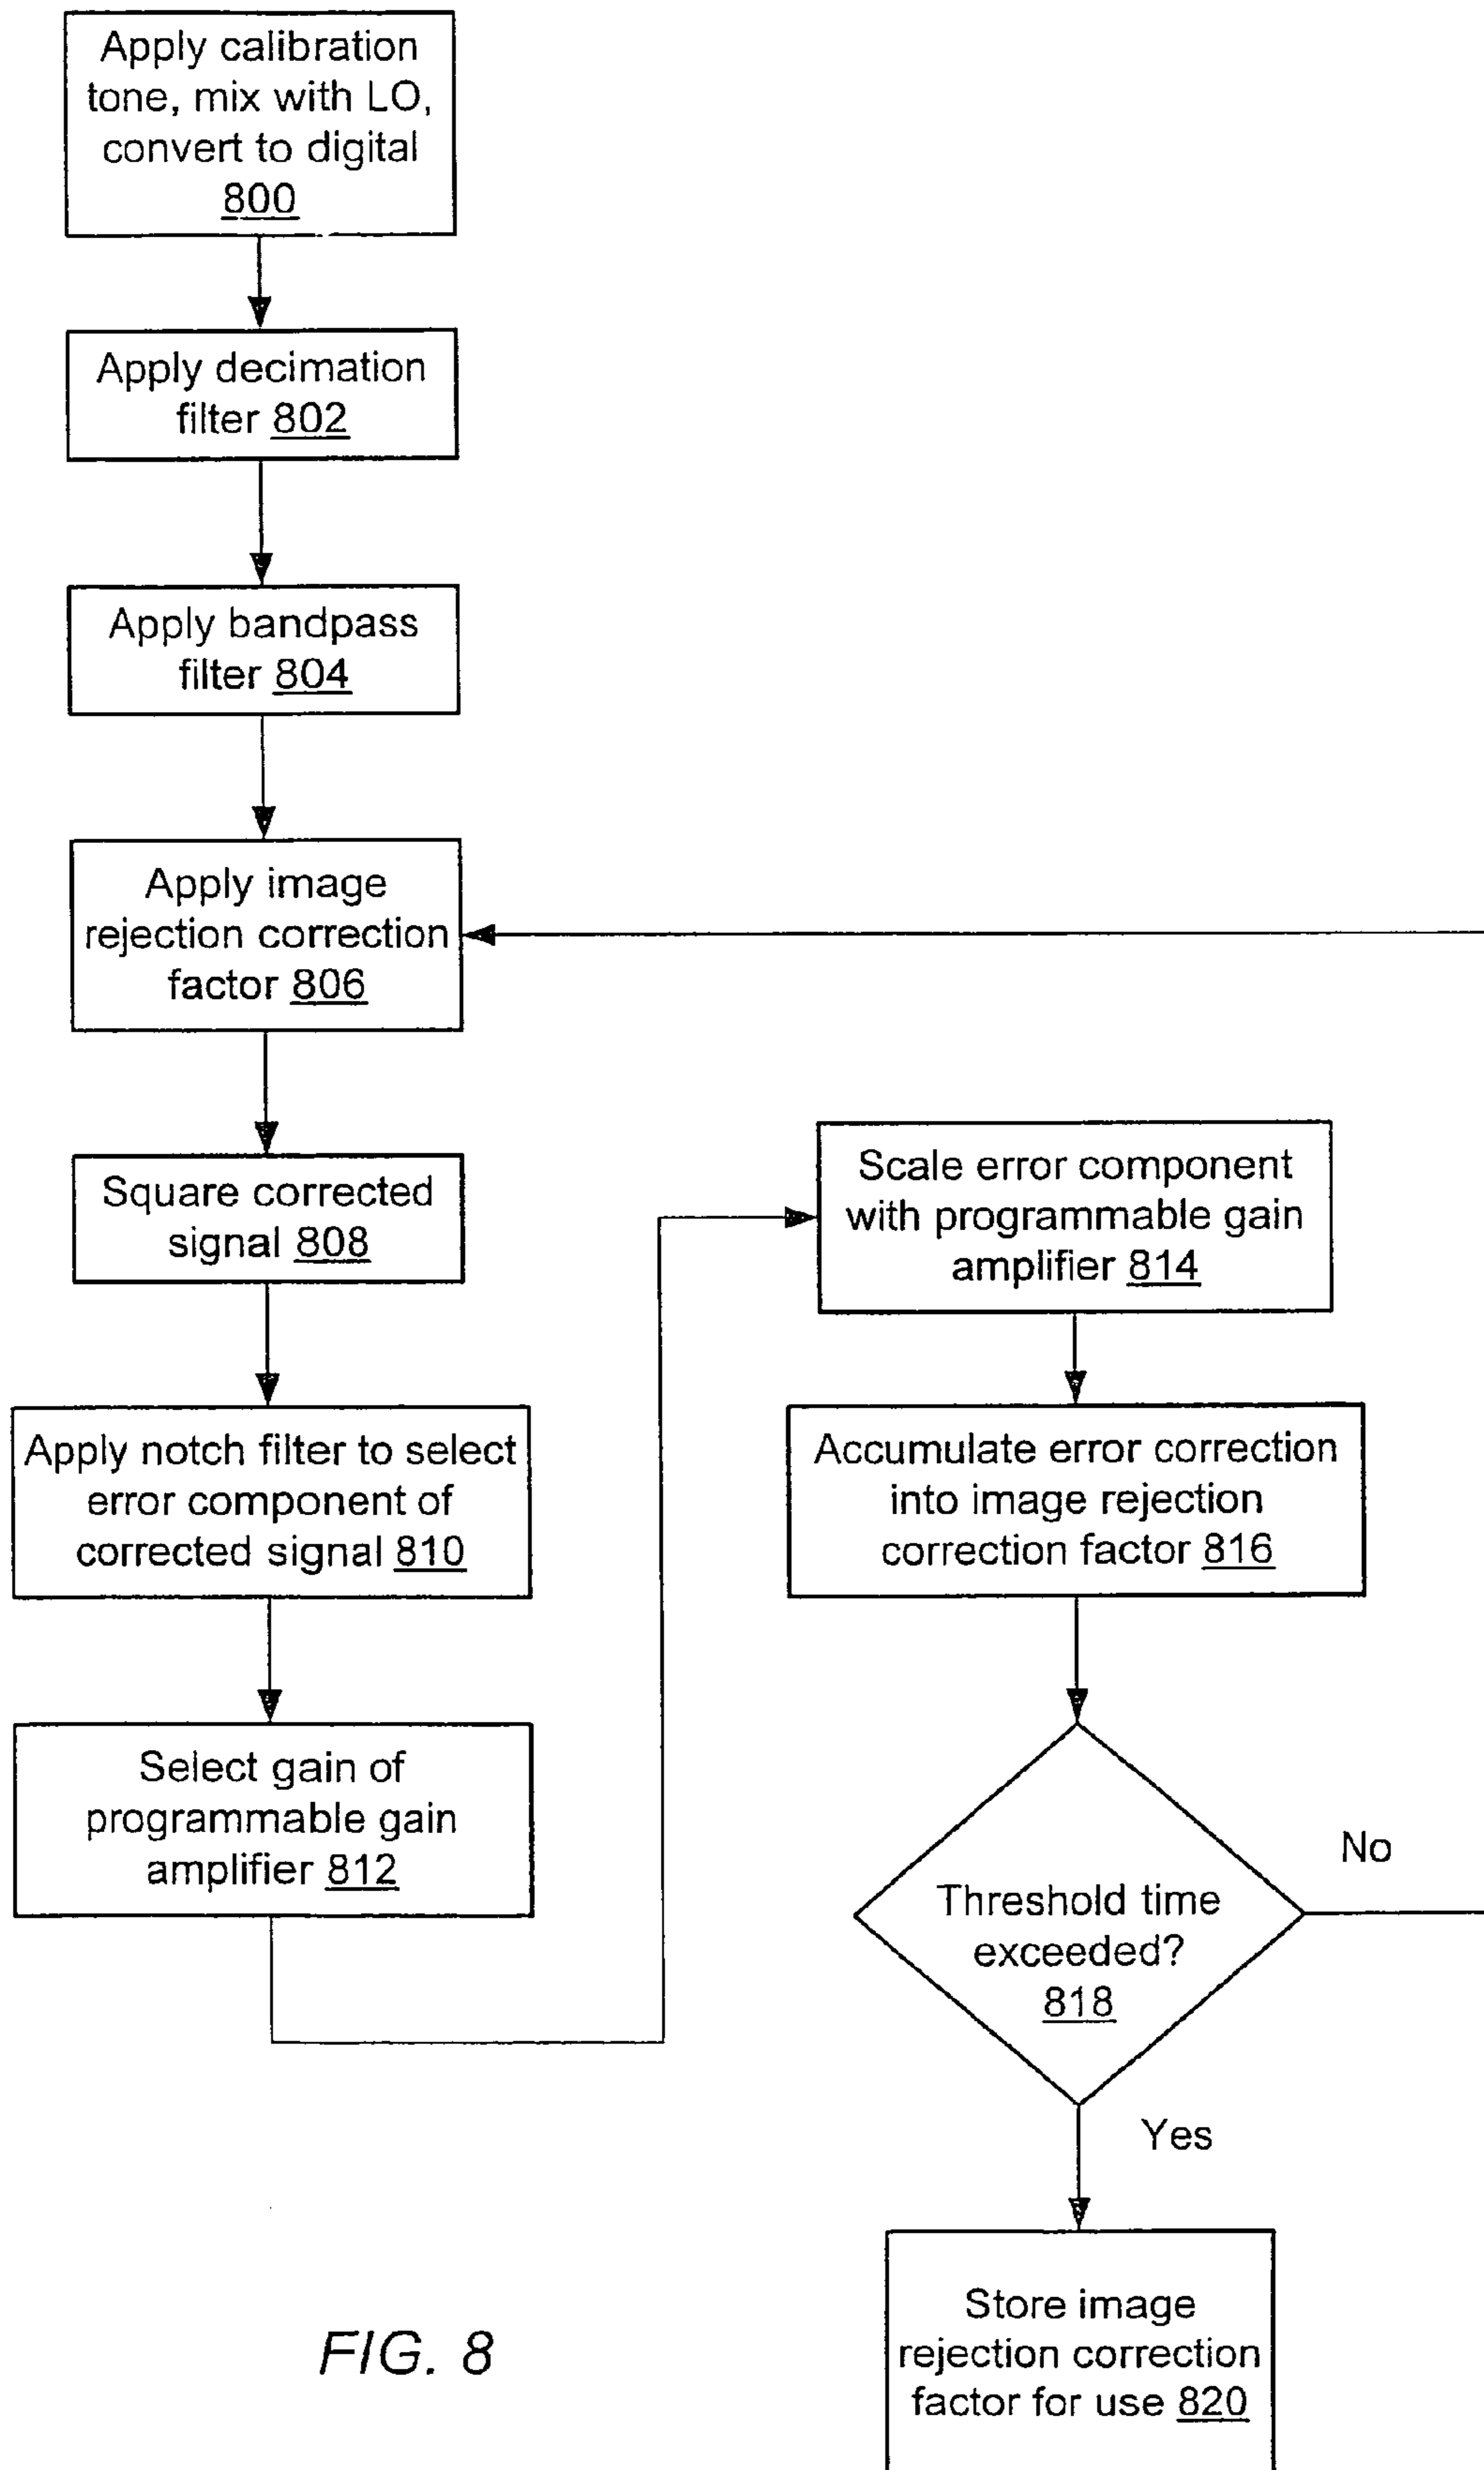 Apply calibration
tone, mix with LO,
convert to digital
800
Apply decimation
filter 802
Apply bandpass
filter 804
Apply image
rejection correction
factor 806
Square corrected
signal 808
Apply notch filter to select
error component of
corrected signal 810
Select gain of
programmable gain
amplifier 812
Scale error component
with programmable gain
amplifier 814
Accumulate error correction
into image rejection
correction factor 816
Threshold time
exceeded?
818
No
Yes
Store image
rejection correction
factor for use 820
FIG. 8